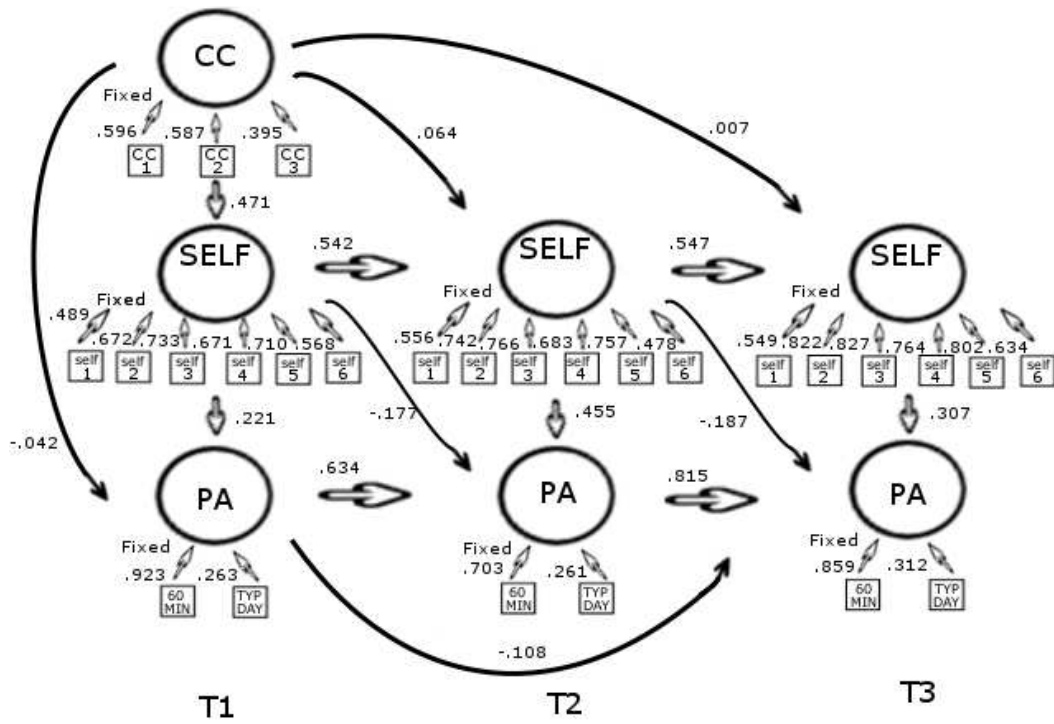 CC
Fixed
.596 .587 .395
CC 1 CC 2 CC 3
.064
.007
.471
SELF
.542
SELF
.547
SELF
Fixed
Fixed
Fixed
.489 .672 .733 .671 .710 .568
.556 .742 .766 .683 .757 .478
.549 .822 .827 .764 .802 .634
self 1 self 2 self 3 self 4 self 5 self 6
self 1 self 2 self 3 self 4 self 5 self 6
self 1 self 2 self 3 self 4 self 5 self 6
-.042
.221
-.177
.455
-.187
.307
PA
.634
PA
.815
PA
Fixed
Fixed
Fixed
.923 .263
.703 .261
.859 .312
60 MIN TYP DAY
60 MIN TYP DAY
60 MIN TYP DAY
-.108
T1 T2 T3